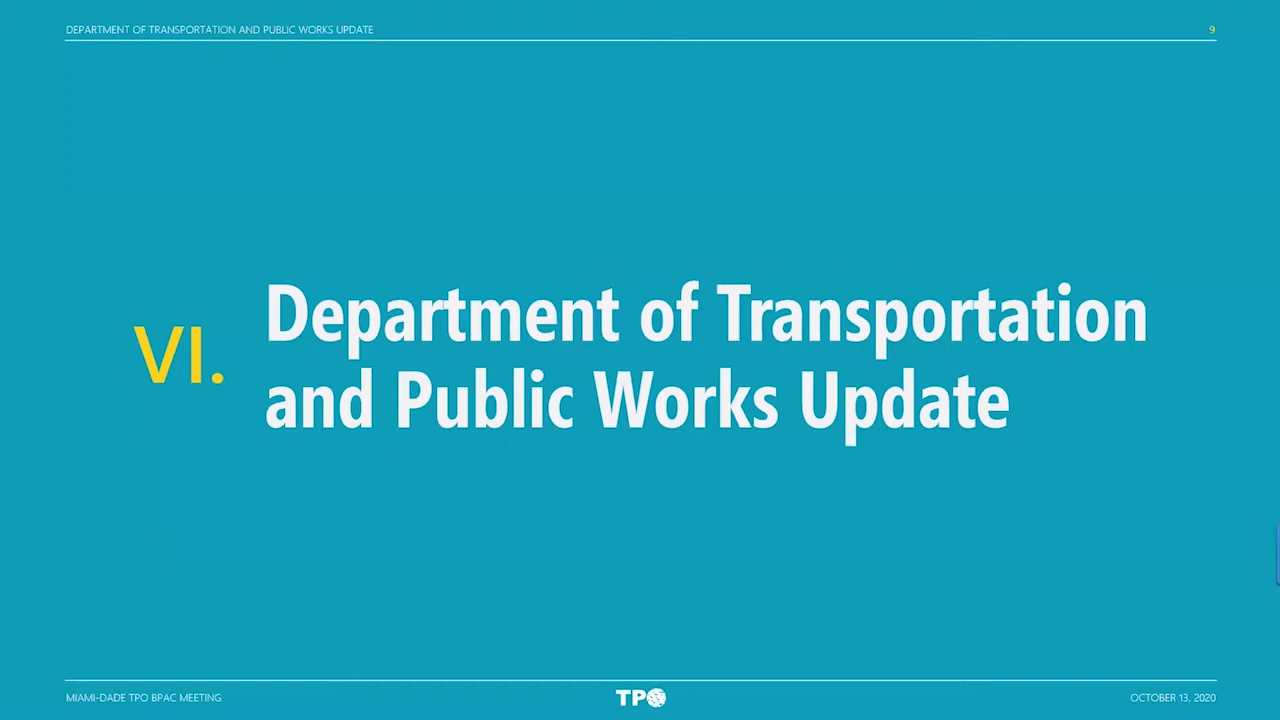 DEPARTMENT OF TRANSPORTATION AND PUBLIC WORKS UPDATE
9
VI.
Department of Transportation
and Public Works Update
MIAMI-DADE TPO BPAC MEETING
TPO
OCTOBER 13, 2020